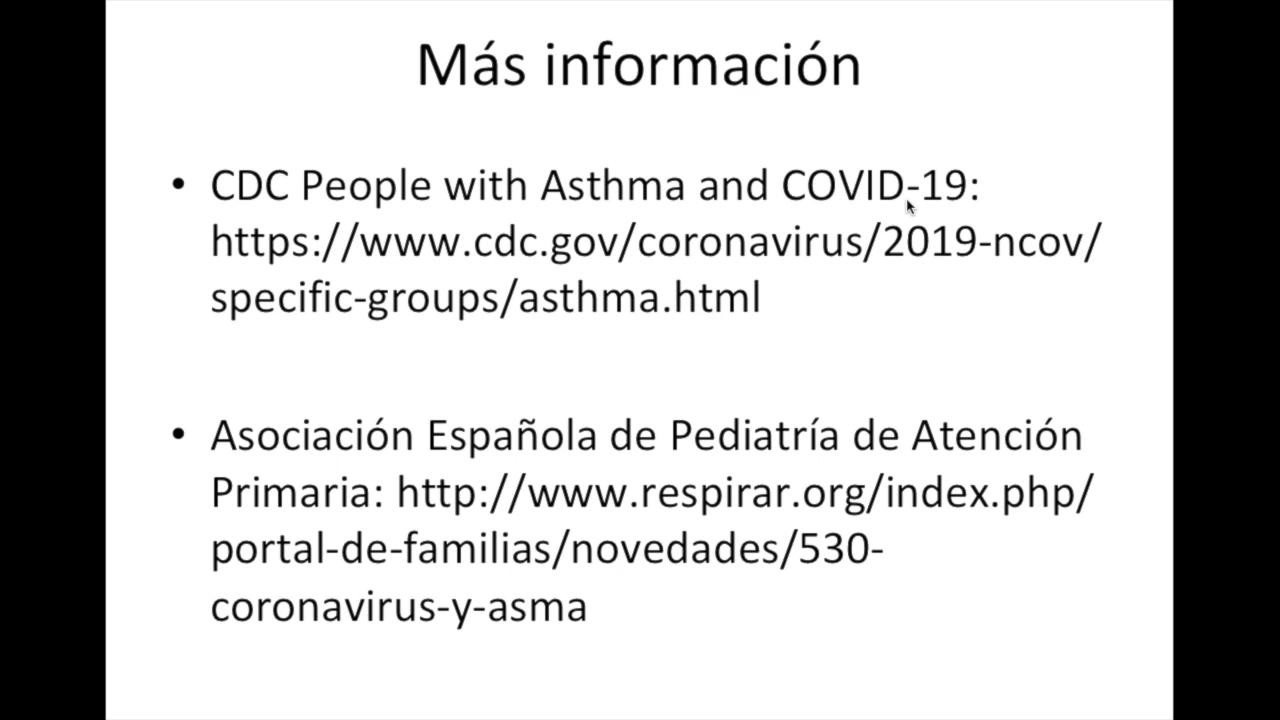 Más información
• CDC People with Asthma and COVID-19:
https://www.cdc.gov/coronavirus/2019-ncov/
specific-groups/asthma.html
• Asociación Española de Pediatría de Atención
Primaria: http://www.respirar.org/index.php/
portal-de-familias/novedades/530-
coronavirus-y-asma